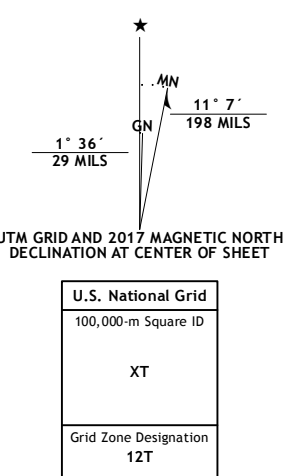 ★
MN
11° 7´
198 MILS
GN
1° 36´
29 MILS
UTM GRID AND 2017 MAGNETIC NORTH
DECLINATION AT CENTER OF SHEET
U.S. National Grid
100,000-m Square ID
XT
Grid Zone Designation
12T